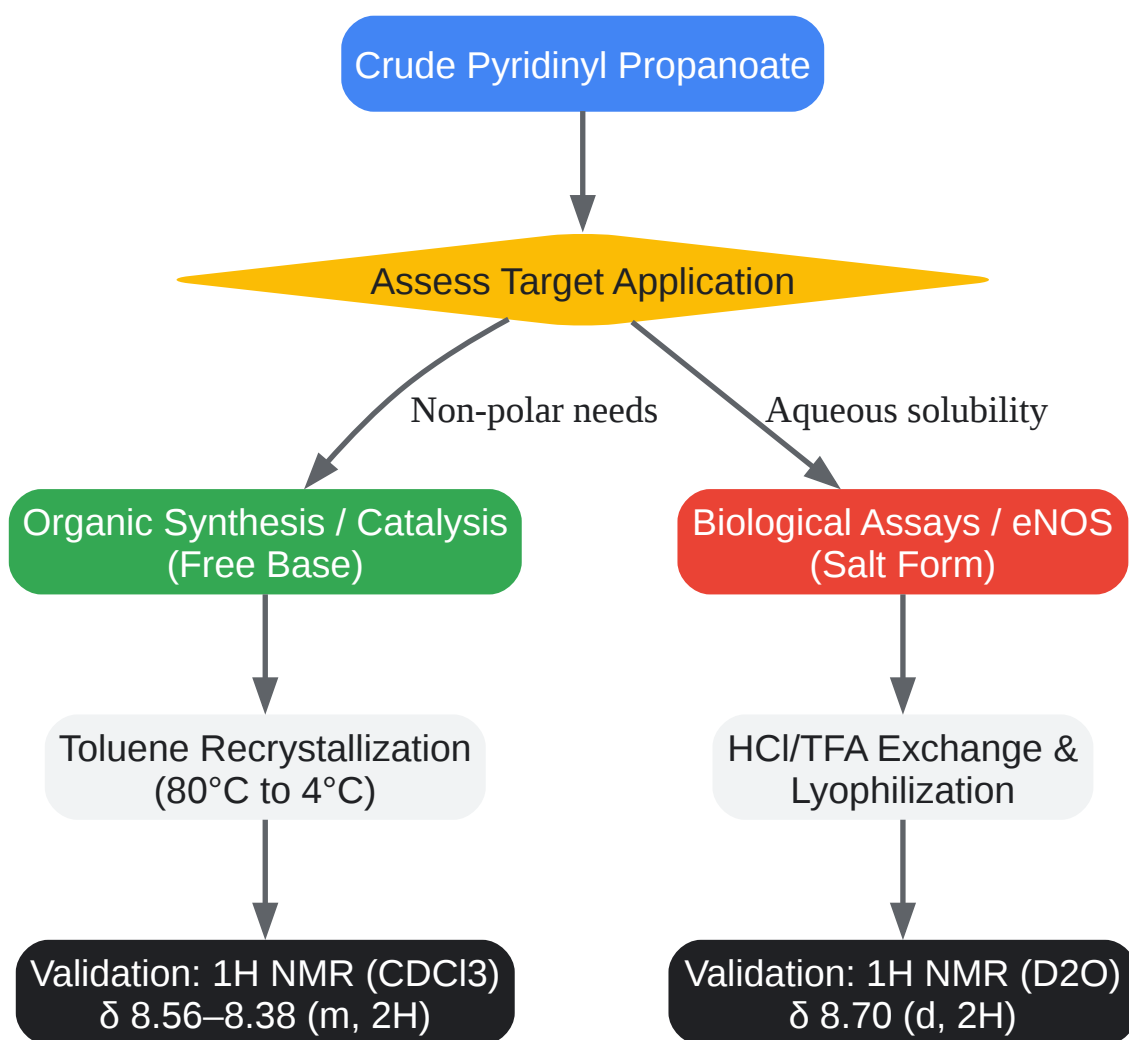 Crude Pyridinyl Propanoate
Assess Target Application
Non-polar needs
Aqueous solubility
Organic Synthesis / Catalysis
(Free Base)
Biological Assays / eNOS
(Salt Form)
Toluene Recrystallization
(80°C to 4°C)
HCl/TFA Exchange &
Lyophilization
Validation: 1H NMR (CDCl3)
δ 8.56–8.38 (m, 2H)
Validation: 1H NMR (D2O)
δ 8.70 (d, 2H)